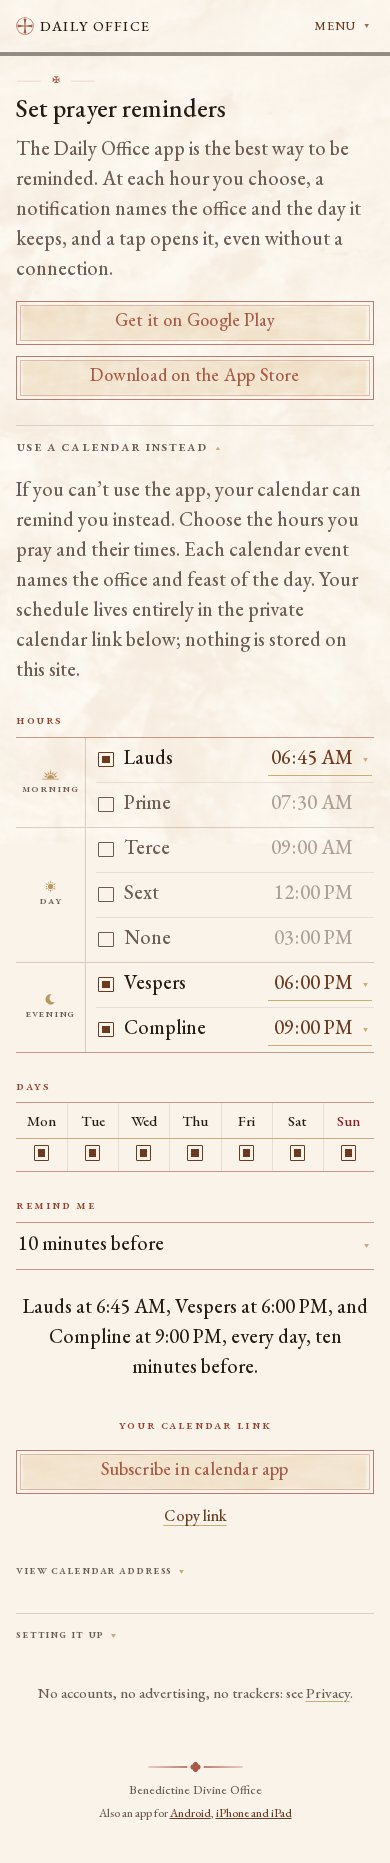 DAILY OFFICE
MENU
Set prayer reminders
The Daily Office app is the best way to be
reminded. At each hour you choose, a
notification names the office and the day it
keeps, and a tap opens it, even without a
connection.
Get it on Google Play
Download on the App Store
USE A CALENDAR INSTEAD
If you can’t use the app, your calendar can
remind you instead. Choose the hours you
pray and their times. Each calendar event
names the office and feast of the day. Your
schedule lives entirely in the private
calendar link below; nothing is stored on
this site.
HOURS
MORNING
Lauds 06:45 AM
Prime 07:30 AM
DAY
Terce 09:00 AM
Sext 12:00 PM
None 03:00 PM
EVENING
Vespers 06:00 PM
Compline 09:00 PM
DAYS
Mon Tue Wed Thu Fri Sat Sun
REMIND ME
10 minutes before
Lauds at 6:45 AM, Vespers at 6:00 PM, and
Compline at 9:00 PM, every day, ten
minutes before.
YOUR CALENDAR LINK
Subscribe in calendar app
Copy link
VIEW CALENDAR ADDRESS
SETTING IT UP
No accounts, no advertising, no trackers: see Privacy.
Benedictine Divine Office
Also an app for Android, iPhone and iPad